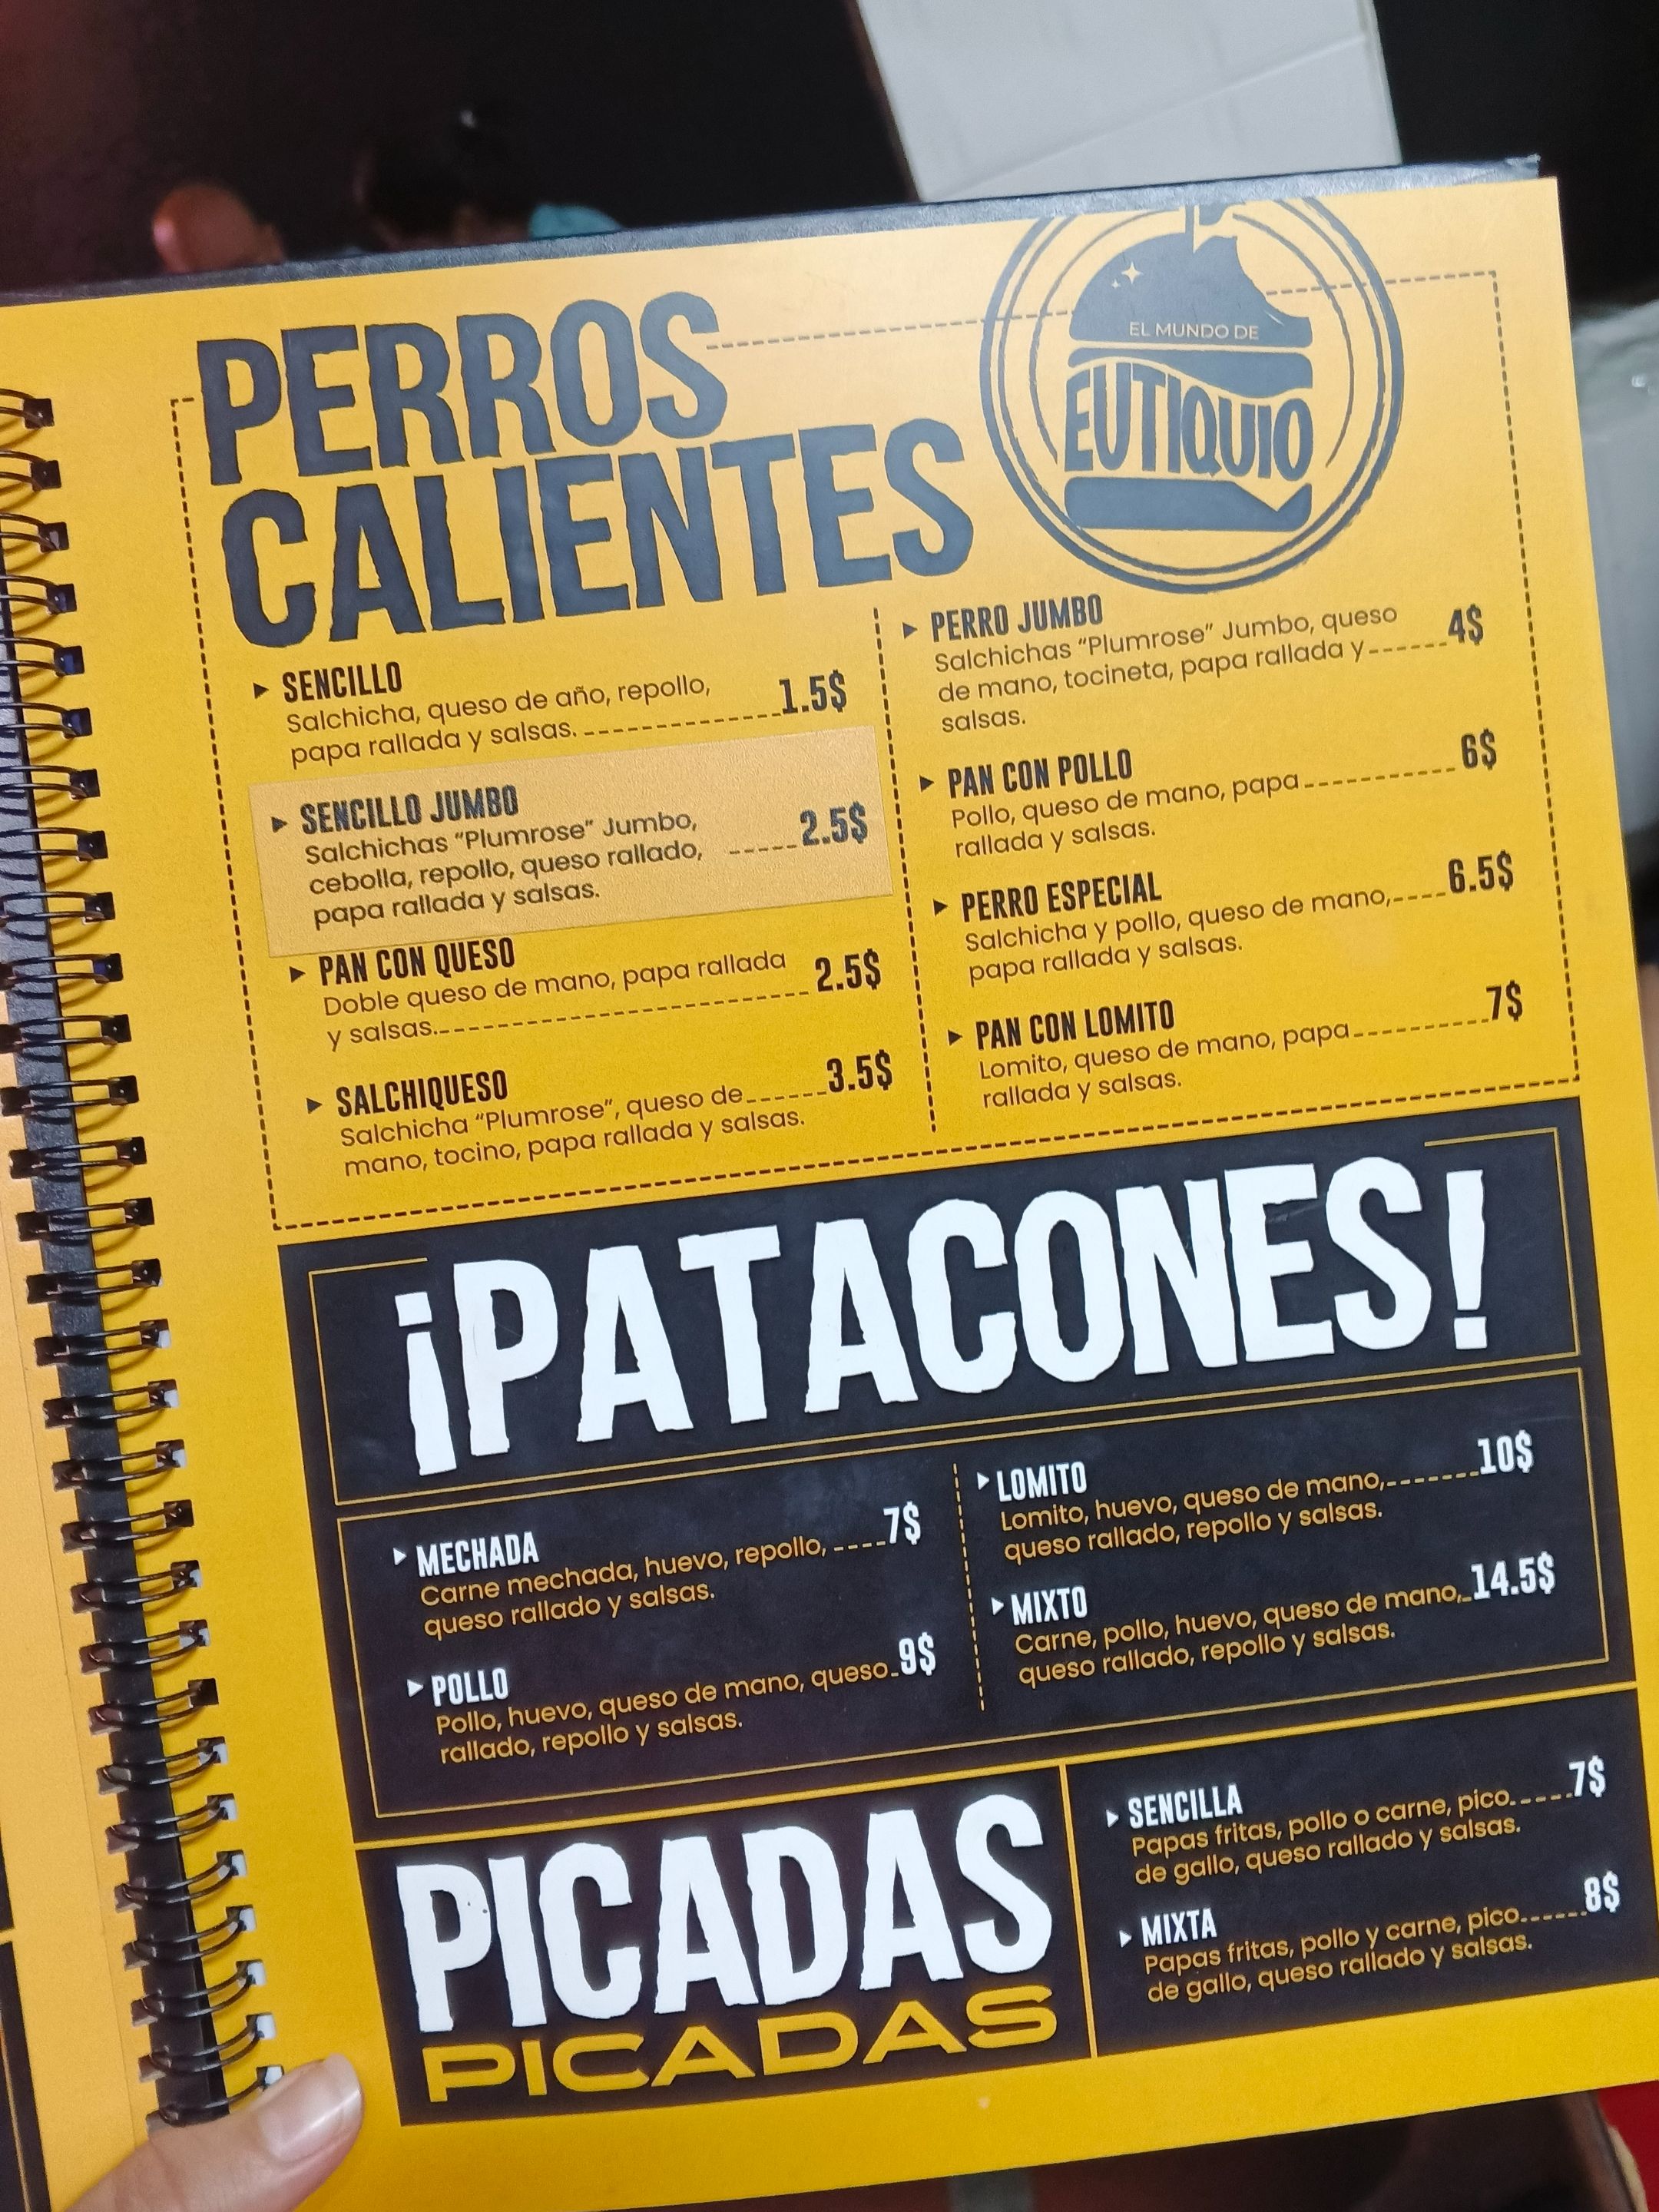 EL MUNDO DE
EUTIQUIO
PERROS
CALIENTES
SENCILLO
Salchicha, queso de año, repollo,
papa rallada y salsas. 1.5$
SENCILLO JUMBO
Salchichas “Plumrose” Jumbo,
cebolla, repollo, queso rallado, 2.5$
papa rallada y salsas.
PAN CON QUESO
Doble queso de mano, papa rallada
y salsas. 2.5$
SALCHIQUESO
Salchicha “Plumrose”, queso de 3.5$
mano, tocino, papa rallada y salsas.
PERRO JUMBO
Salchichas “Plumrose” Jumbo, queso
de mano, tocineta, papa rallada y 4$
salsas.
PAN CON POLLO
Pollo, queso de mano, papa 6$
rallada y salsas.
PERRO ESPECIAL
Salchicha y pollo, queso de mano, 6.5$
papa rallada y salsas.
PAN CON LOMITO
Lomito, queso de mano, papa 7$
rallada y salsas.
¡PATACONES!
MECHADA
Carne mechada, huevo, repollo, 7$
queso rallado y salsas.
POLLO
Pollo, huevo, queso de mano, queso 9$
rallado, repollo y salsas.
LOMITO
Lomito, huevo, queso de mano, 10$
queso rallado, repollo y salsas.
MIXTO
Carne, pollo, huevo, queso de mano, 14.5$
queso rallado, repollo y salsas.
PICADAS
PICADAS
SENCILLA
Papas fritas, pollo o carne, pico 7$
de gallo, queso rallado y salsas.
MIXTA
Papas fritas, pollo y carne, pico 8$
de gallo, queso rallado y salsas.